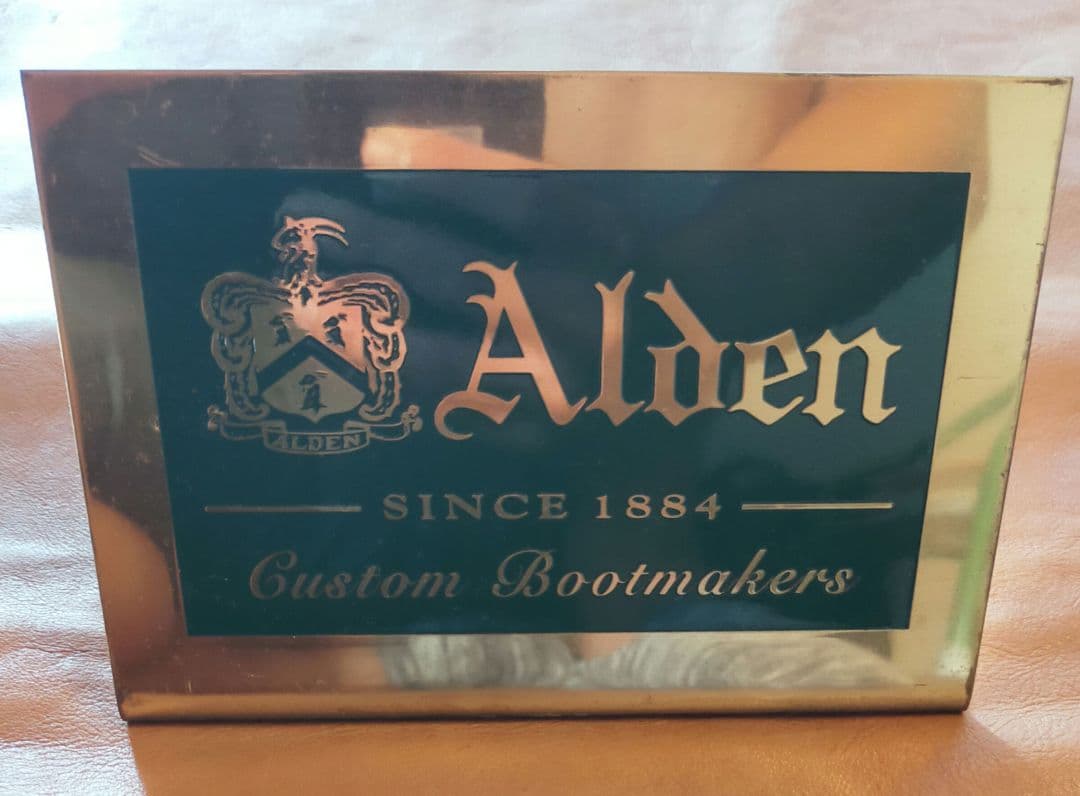 Alden
ALDEN
SINCE 1884
Custom Bootmakers